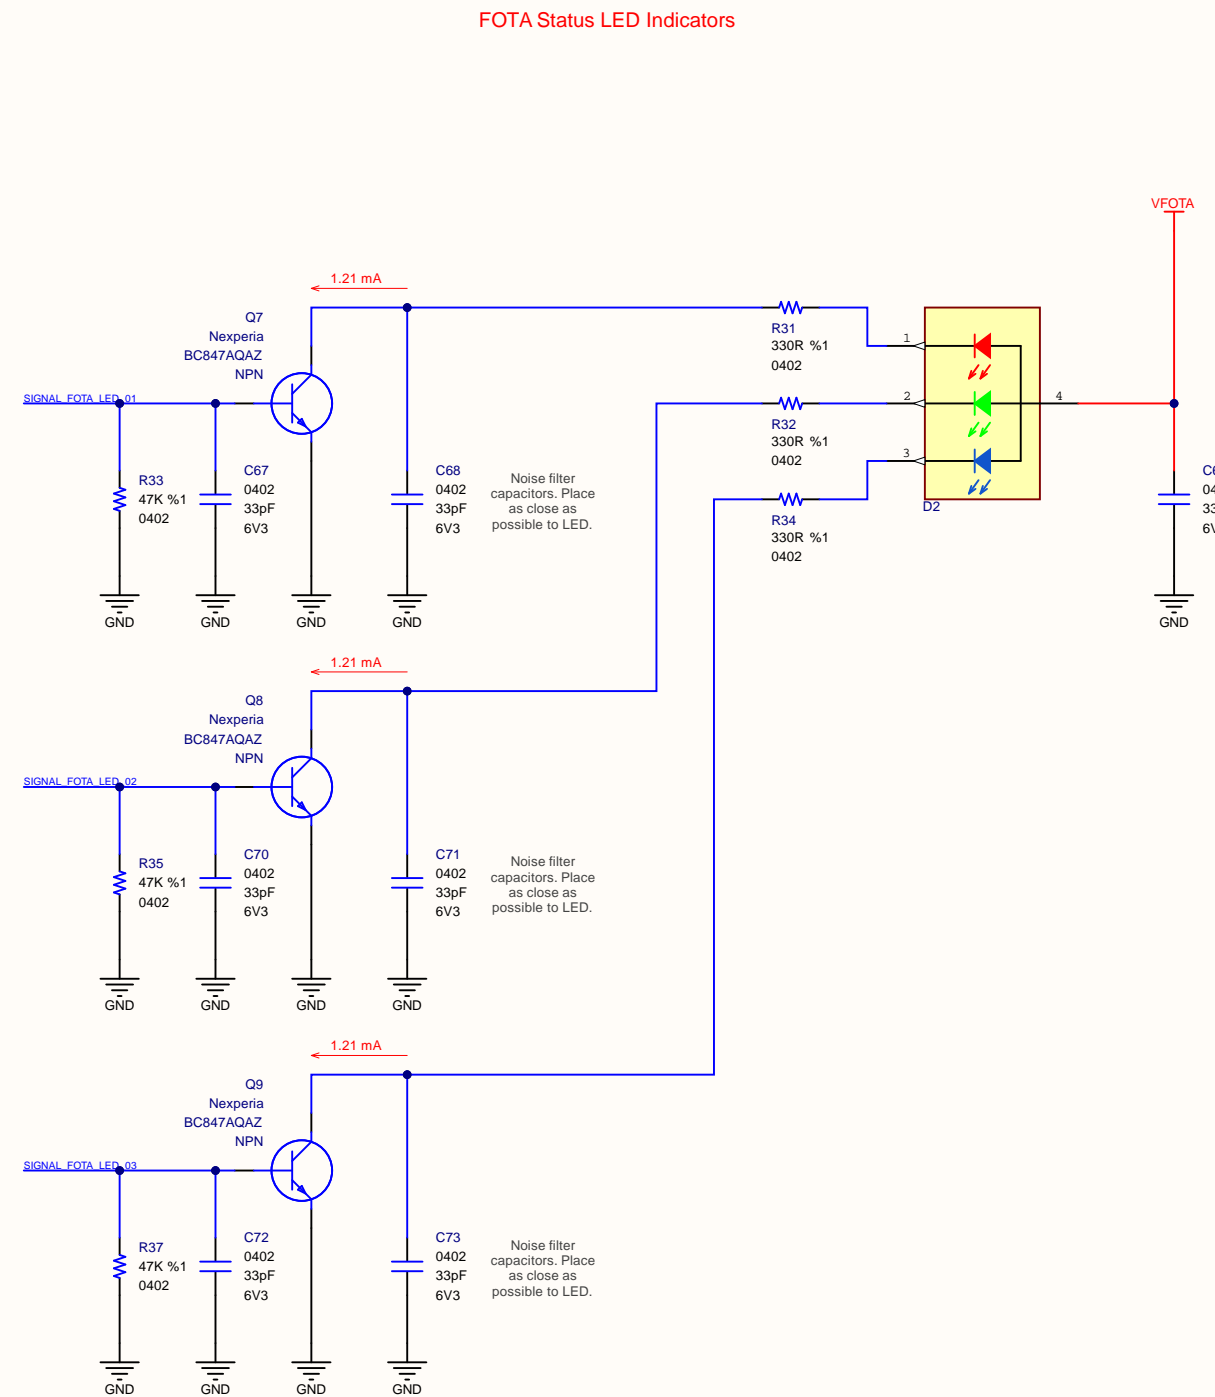 FOTA Status LED Indicators
VFOTA
1.21 mA
Q7
Nexperia
BC847AQAZ
NPN
SIGNAL_FOTA_LED_01
R33
47K %1
0402
C67
0402
33pF
6V3
C68
0402
33pF
6V3
Noise filter
capacitors. Place
as close as
possible to LED.
GND
GND
GND
GND
R31
330R %1
0402
R32
330R %1
0402
R34
330R %1
0402
1
2
3
4
D2
GND
1.21 mA
Q8
Nexperia
BC847AQAZ
NPN
SIGNAL_FOTA_LED_02
R35
47K %1
0402
C70
0402
33pF
6V3
C71
0402
33pF
6V3
Noise filter
capacitors. Place
as close as
possible to LED.
GND
GND
GND
GND
1.21 mA
Q9
Nexperia
BC847AQAZ
NPN
SIGNAL_FOTA_LED_03
R37
47K %1
0402
C72
0402
33pF
6V3
C73
0402
33pF
6V3
Noise filter
capacitors. Place
as close as
possible to LED.
GND
GND
GND
GND